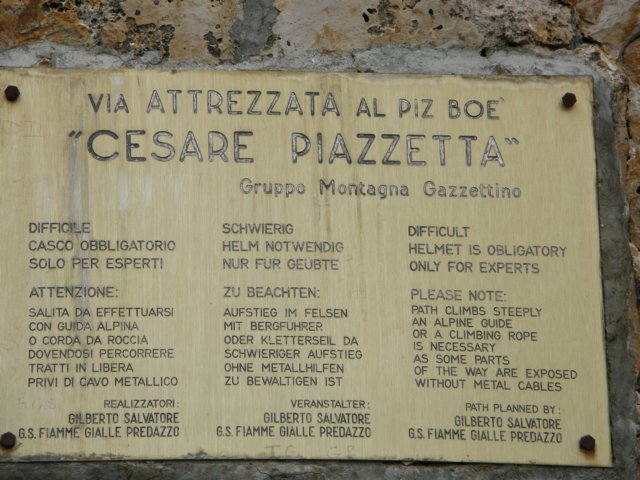 VIA ATTREZZATA AL PIZ BOE'
"CESARE PIAZZETTA"
Gruppo Montagna Gazzettino
DIFFICILE
CASCO OBBLIGATORIO
SOLO PER ESPERTI
ATTENZIONE:
SALITA DA EFFETTUARSI
CON GUIDA ALPINA
O CORDA DA ROCCIA
DOVENDOSI PERCORRERE
TRATTI IN LIBERA
PRIVI DI CAVO METALLICO
REALIZZATORI:
GILBERTO SALVATORE
G.S. FIAMME GIALLE PREDAZZO
SCHWIERIG
HELM NOTWENDIG
NUR FUR GEUBTE
ZU BEACHTEN:
AUFSTIEG IM FELSEN
MIT BERGFUHRER
ODER KLETTERSEIL DA
SCHWIERIGER AUFSTIEG
OHNE METALLHILFEN
ZU BEWALTIGEN IST
VERANSTALTER:
GILBERTO SALVATORE
G.S. FIAMME GIALLE PREDAZZO
DIFFICULT
HELMET IS OBLIGATORY
ONLY FOR EXPERTS
PLEASE NOTE:
PATH CLIMBS STEEPLY
AN ALPINE GUIDE
OR A CLIMBING ROPE
IS NECESSARY
AS SOME PARTS
OF THE WAY ARE EXPOSED
WITHOUT METAL CABLES
PATH PLANNED BY:
GILBERTO SALVATORE
G.S. FIAMME GIALLE PREDAZZO